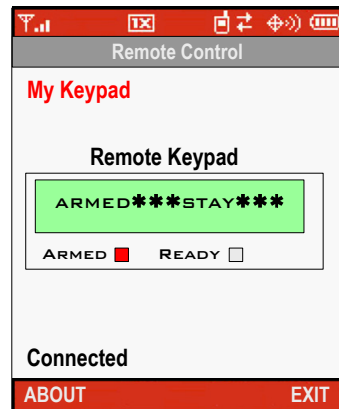 1X
Remote Control
My Keypad
Remote Keypad
ARMED***STAY***
ARMED READY
Connected
ABOUT EXIT